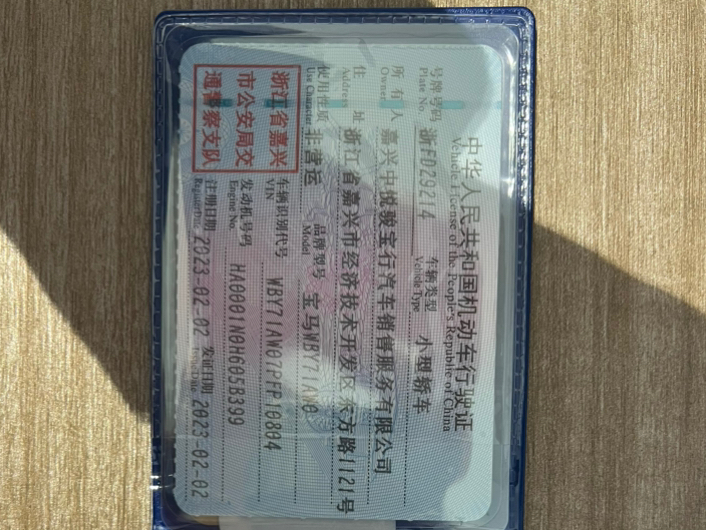 中华人民共和国机动车行驶证
Vehicle License of the People's Republic of China
号牌号码 浙FD29214 车辆类型 小型轿车
Plate No. Vehicle Type
所有人 嘉兴中悦骏宝行汽车销售服务有限公司
Owner
住址 浙江省嘉兴市经济技术开发区东方路1121号
Address
使用性质 非营运 品牌型号 宝马WBY71AW0
Use Character Model
浙江省嘉兴
市公安局交
通警察支队
车辆识别代号 WBY71AW07PFP10804
VIN
发动机号码 HA0001N0H605B399
Engine No.
注册日期 2023-02-02 发证日期 2023-02-02
Register Date Issue Date